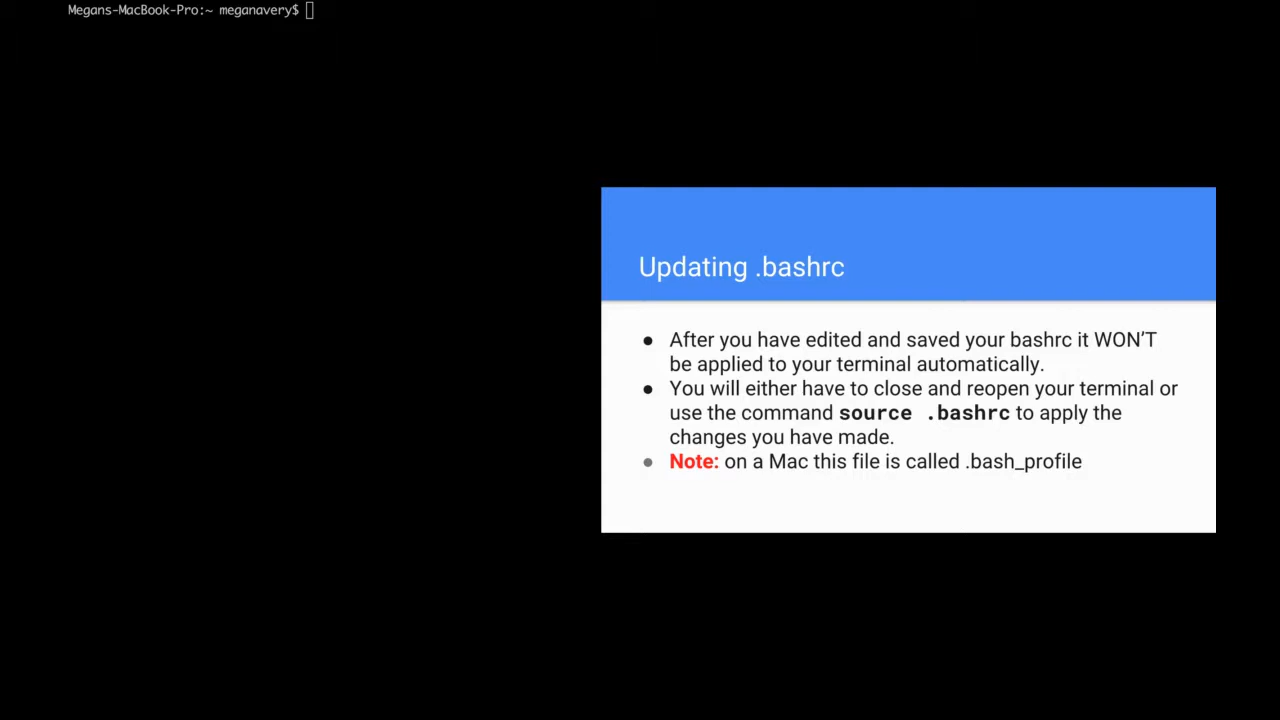 Megans-MacBook-Pro:~ meganavery$
Updating .bashrc
● After you have edited and saved your bashrc it WON'T
be applied to your terminal automatically.
● You will either have to close and reopen your terminal or
use the command source .bashrc to apply the
changes you have made.
● Note: on a Mac this file is called .bash_profile